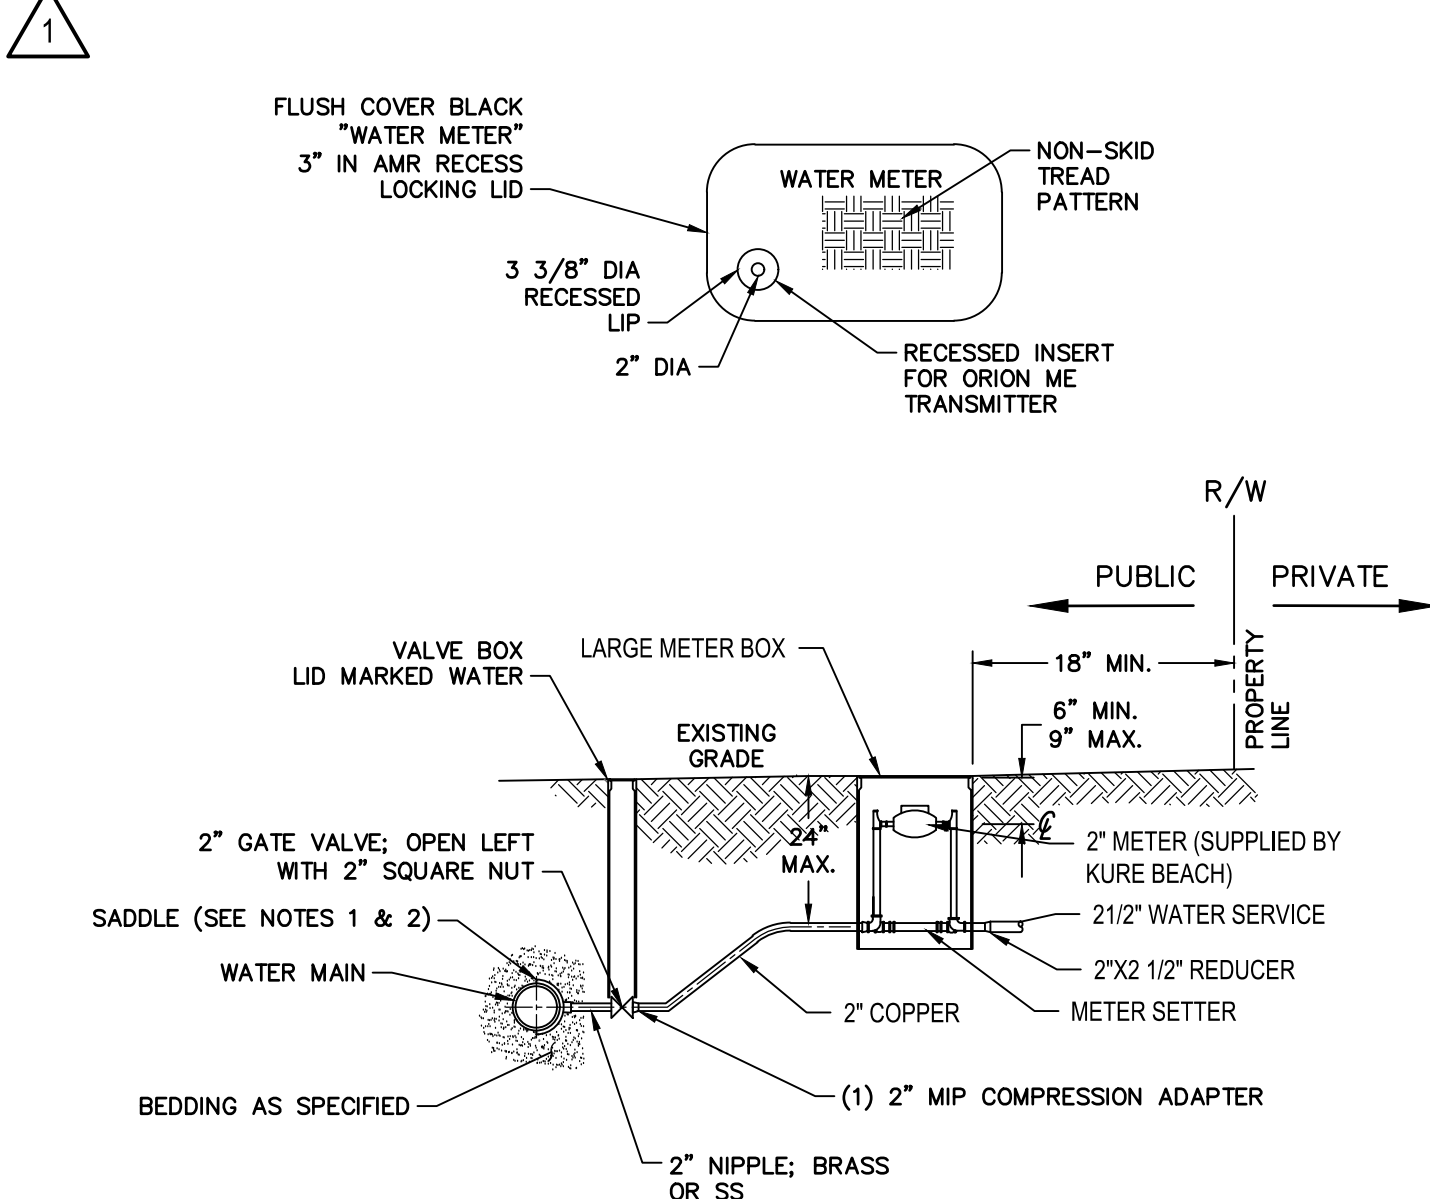 1
FLUSH COVER BLACK
"WATER METER"
3" IN AMR RECESS
LOCKING LID
WATER METER
NON-SKID
TREAD
PATTERN
3 3/8" DIA
RECESSED
LIP
2" DIA
RECESSED INSERT
FOR ORION ME
TRANSMITTER
R/W
PUBLIC
PRIVATE
PROPERTY
LINE
VALVE BOX
LID MARKED WATER
LARGE METER BOX
18" MIN.
6" MIN.
9" MAX.
EXISTING
GRADE
24"
MAX.
℄
2" GATE VALVE; OPEN LEFT
WITH 2" SQUARE NUT
2" METER (SUPPLIED BY
KURE BEACH)
SADDLE (SEE NOTES 1 & 2)
21/2" WATER SERVICE
WATER MAIN
2"X2 1/2" REDUCER
2" COPPER
METER SETTER
BEDDING AS SPECIFIED
(1) 2" MIP COMPRESSION ADAPTER
2" NIPPLE; BRASS
OR SS